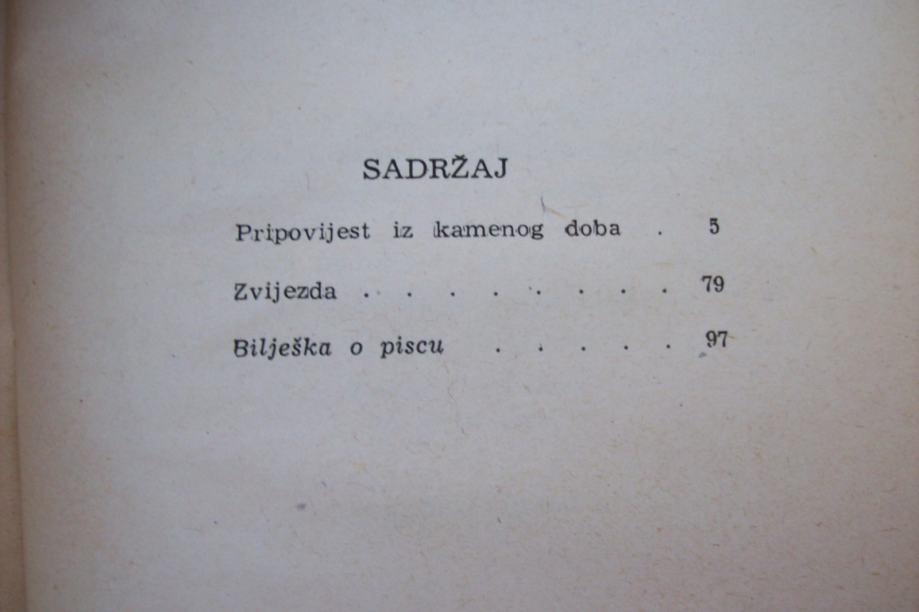 SADRŽAJ
Pripovijest iz kamenog doba . 5
Zvijezda . . . . . . . . 79
Bilješka o piscu . . . . . 97